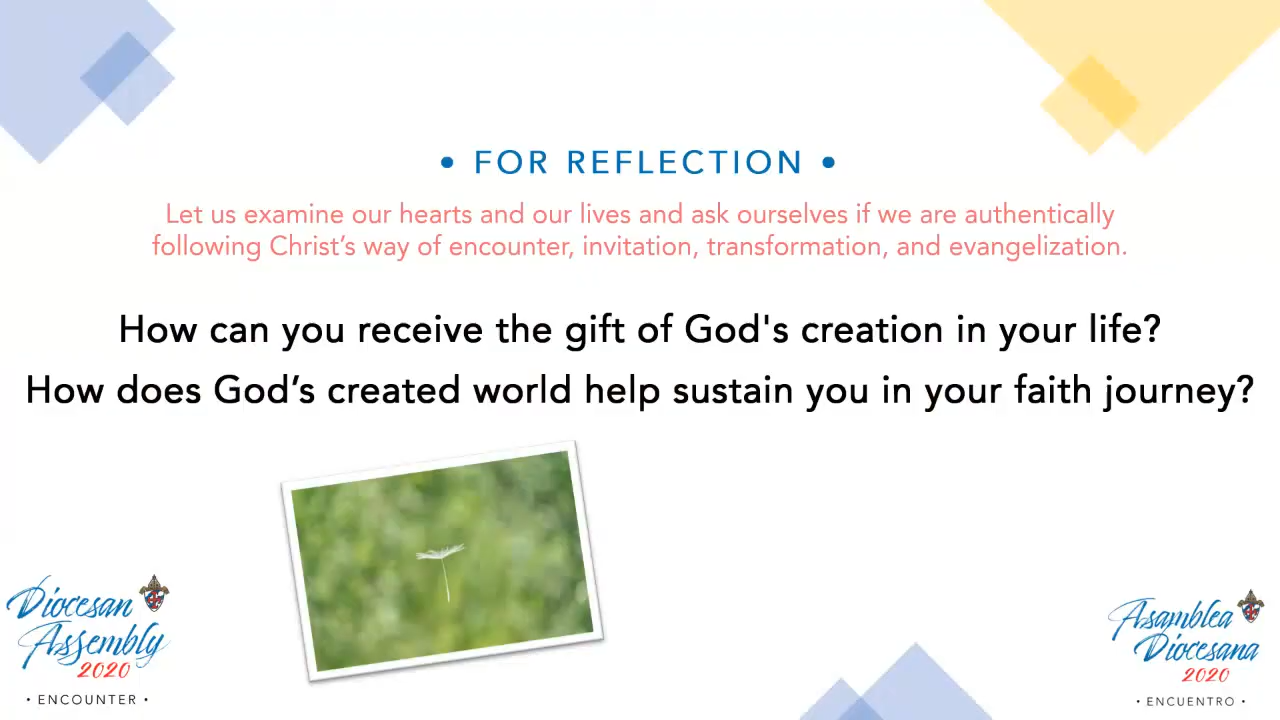 • FOR REFLECTION •
Let us examine our hearts and our lives and ask ourselves if we are authentically
following Christ’s way of encounter, invitation, transformation, and evangelization.
How can you receive the gift of God's creation in your life?
How does God’s created world help sustain you in your faith journey?
Diocesan
Assembly
2020
• ENCOUNTER •
Asamblea
Diocesana
2020
• ENCUENTRO •